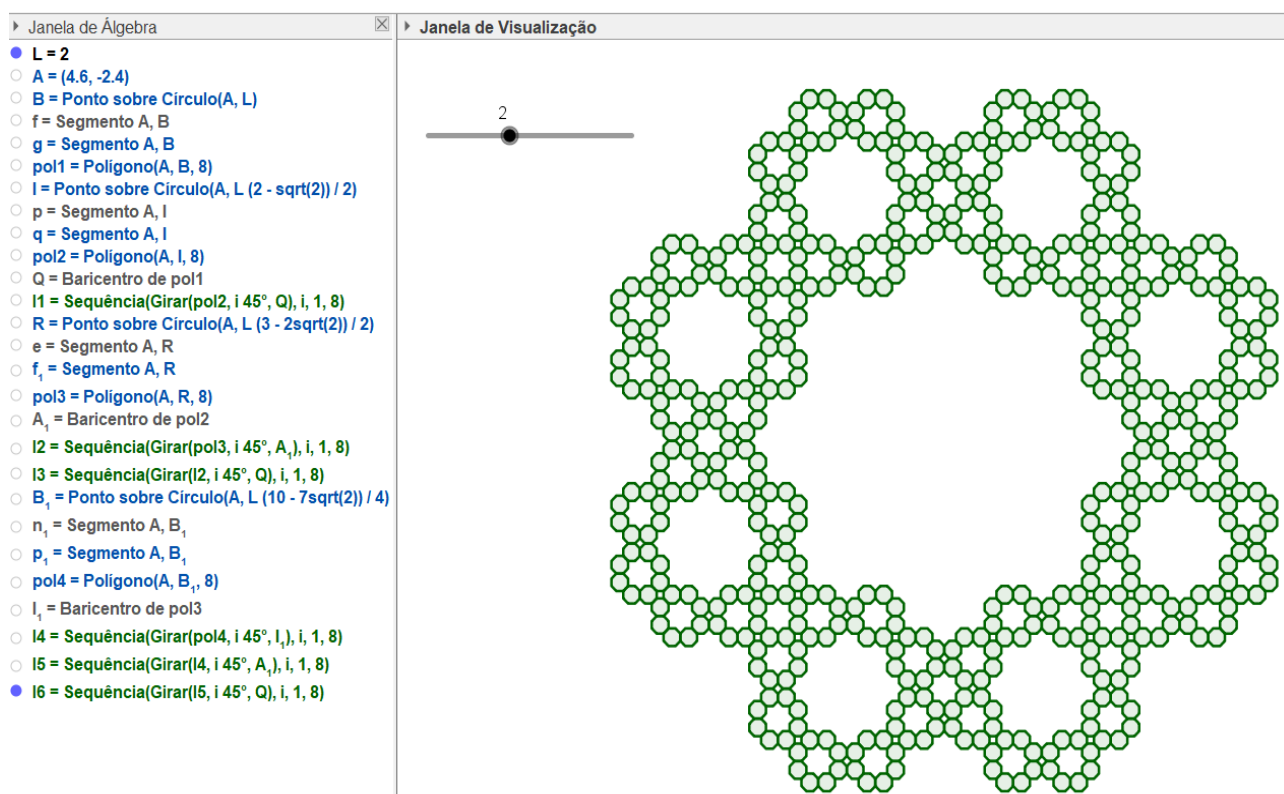 Janela de Álgebra
L = 2
A = (4.6, -2.4)
B = Ponto sobre Círculo(A, L)
f = Segmento A, B
g = Segmento A, B
pol1 = Polígono(A, B, 8)
I = Ponto sobre Círculo(A, L (2 - sqrt(2)) / 2)
p = Segmento A, I
q = Segmento A, I
pol2 = Polígono(A, I, 8)
Q = Baricentro de pol1
l1 = Sequência(Girar(pol2, i 45°, Q), i, 1, 8)
R = Ponto sobre Círculo(A, L (3 - 2sqrt(2)) / 2)
e = Segmento A, R
f₁ = Segmento A, R
pol3 = Polígono(A, R, 8)
A₁ = Baricentro de pol2
l2 = Sequência(Girar(pol3, i 45°, A₁), i, 1, 8)
l3 = Sequência(Girar(l2, i 45°, Q), i, 1, 8)
B₁ = Ponto sobre Círculo(A, L (10 - 7sqrt(2)) / 4)
n₁ = Segmento A, B₁
p₁ = Segmento A, B₁
pol4 = Polígono(A, B₁, 8)
I₁ = Baricentro de pol3
l4 = Sequência(Girar(pol4, i 45°, I₁), i, 1, 8)
l5 = Sequência(Girar(l4, i 45°, A₁), i, 1, 8)
l6 = Sequência(Girar(l5, i 45°, Q), i, 1, 8)
Janela de Visualização
2